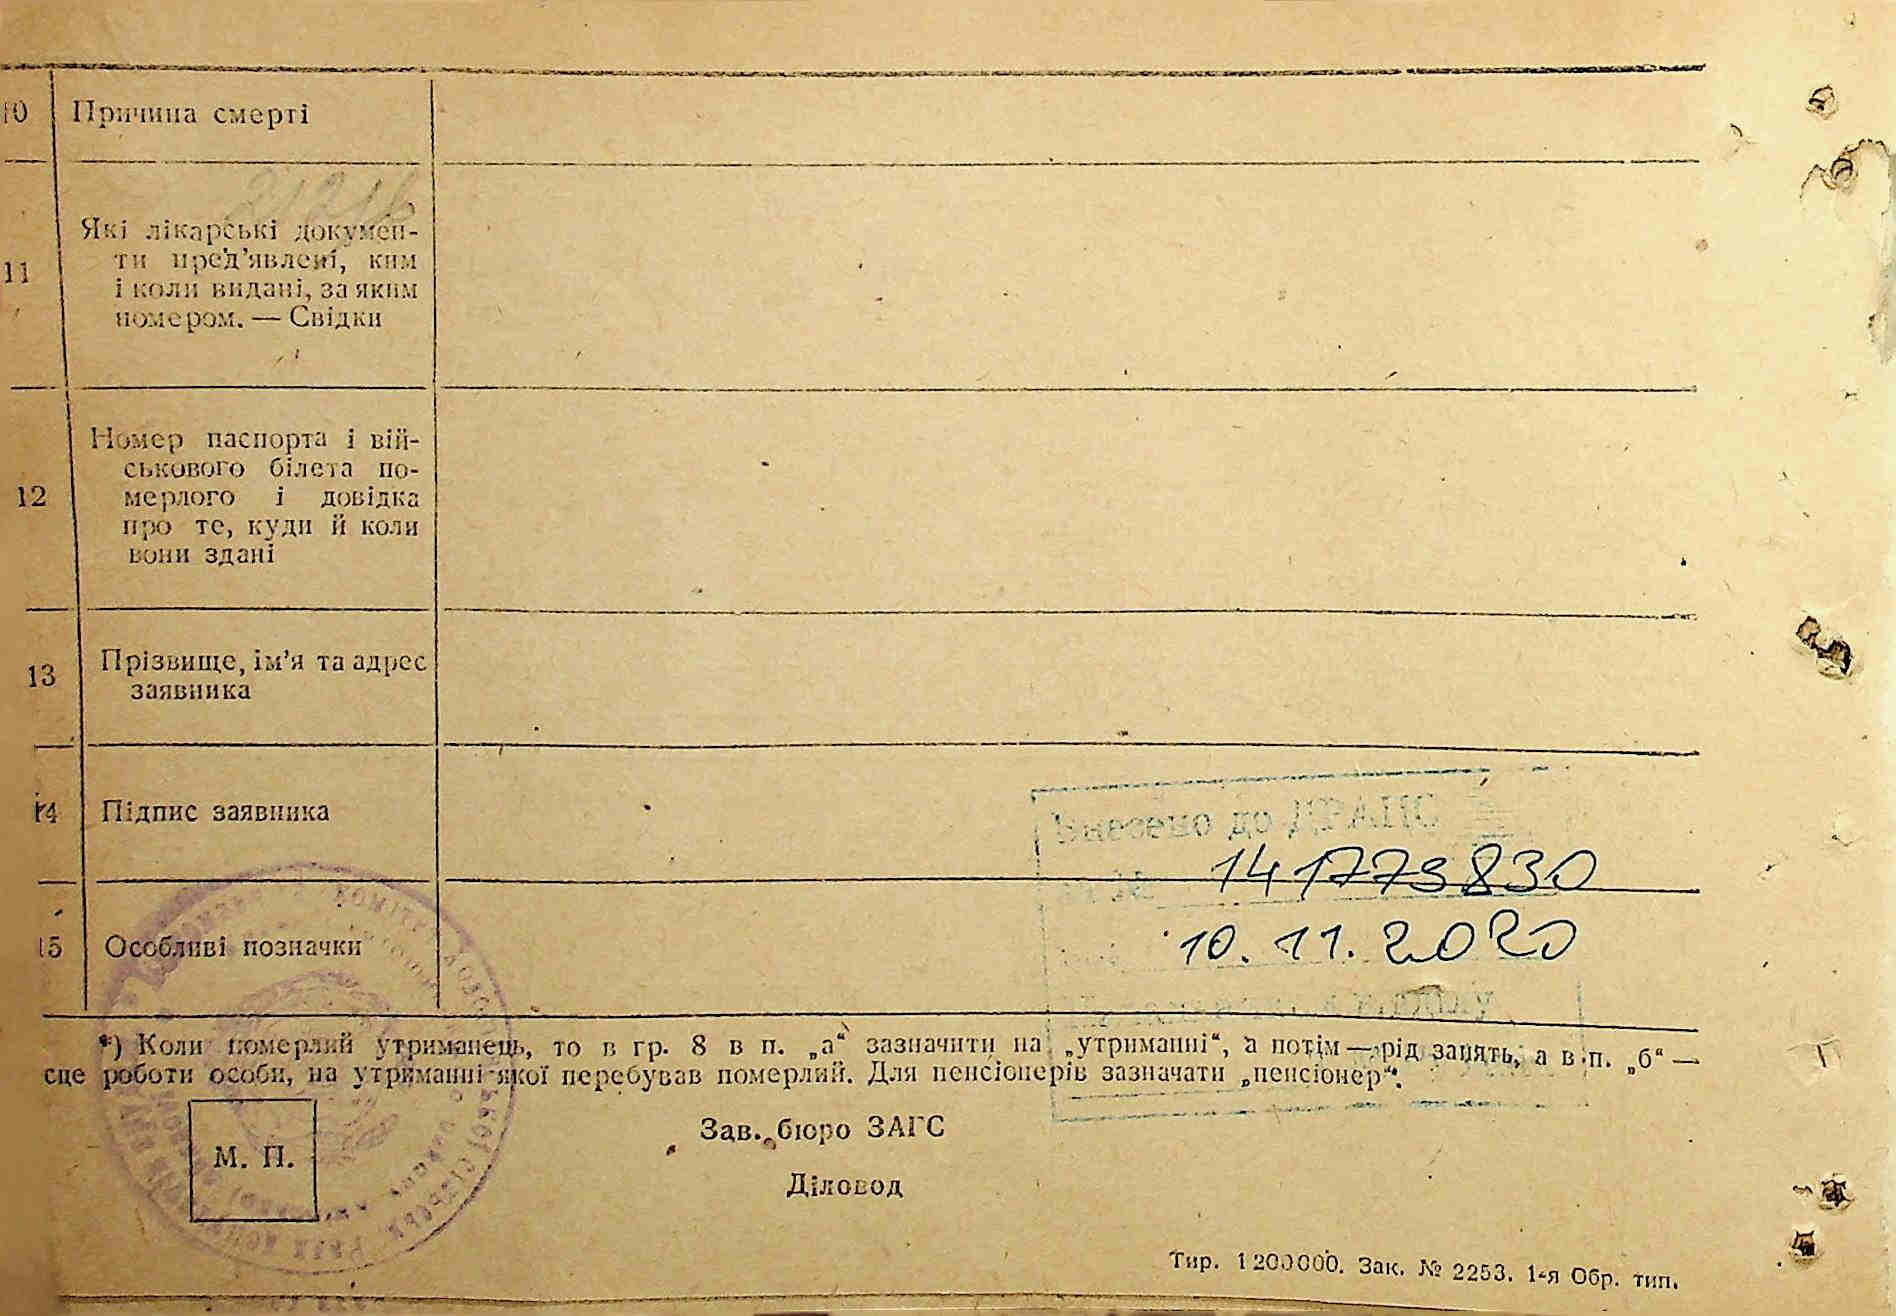 10 Причина смерті
11 Які лікарські докумен-
ти пред'явлені, ким
і коли видані, за яким
номером. — Свідки
12 Номер паспорта і вій-
ськового білета по-
мерлого і довідка
про те, куди й коли
вони здані
13 Прізвище, ім'я та адрес
заявника
14 Підпис заявника
Внесено до ДРАЦС
141773830
15 Особливі позначки
10.11.2020
*) Коли померлий утриманець, то в гр. 8 в п. „а“ зазначити на „утриманні“, а потім — рід занять, а в п. „б“ —
сце роботи особи, на утриманні якої перебував померлий. Для пенсіонерів зазначати „пенсіонер“.
М. П.
Зав. бюро ЗАГС
Діловод
Тир. 1200000. Зак. № 2253. 1-я Обр. тип.